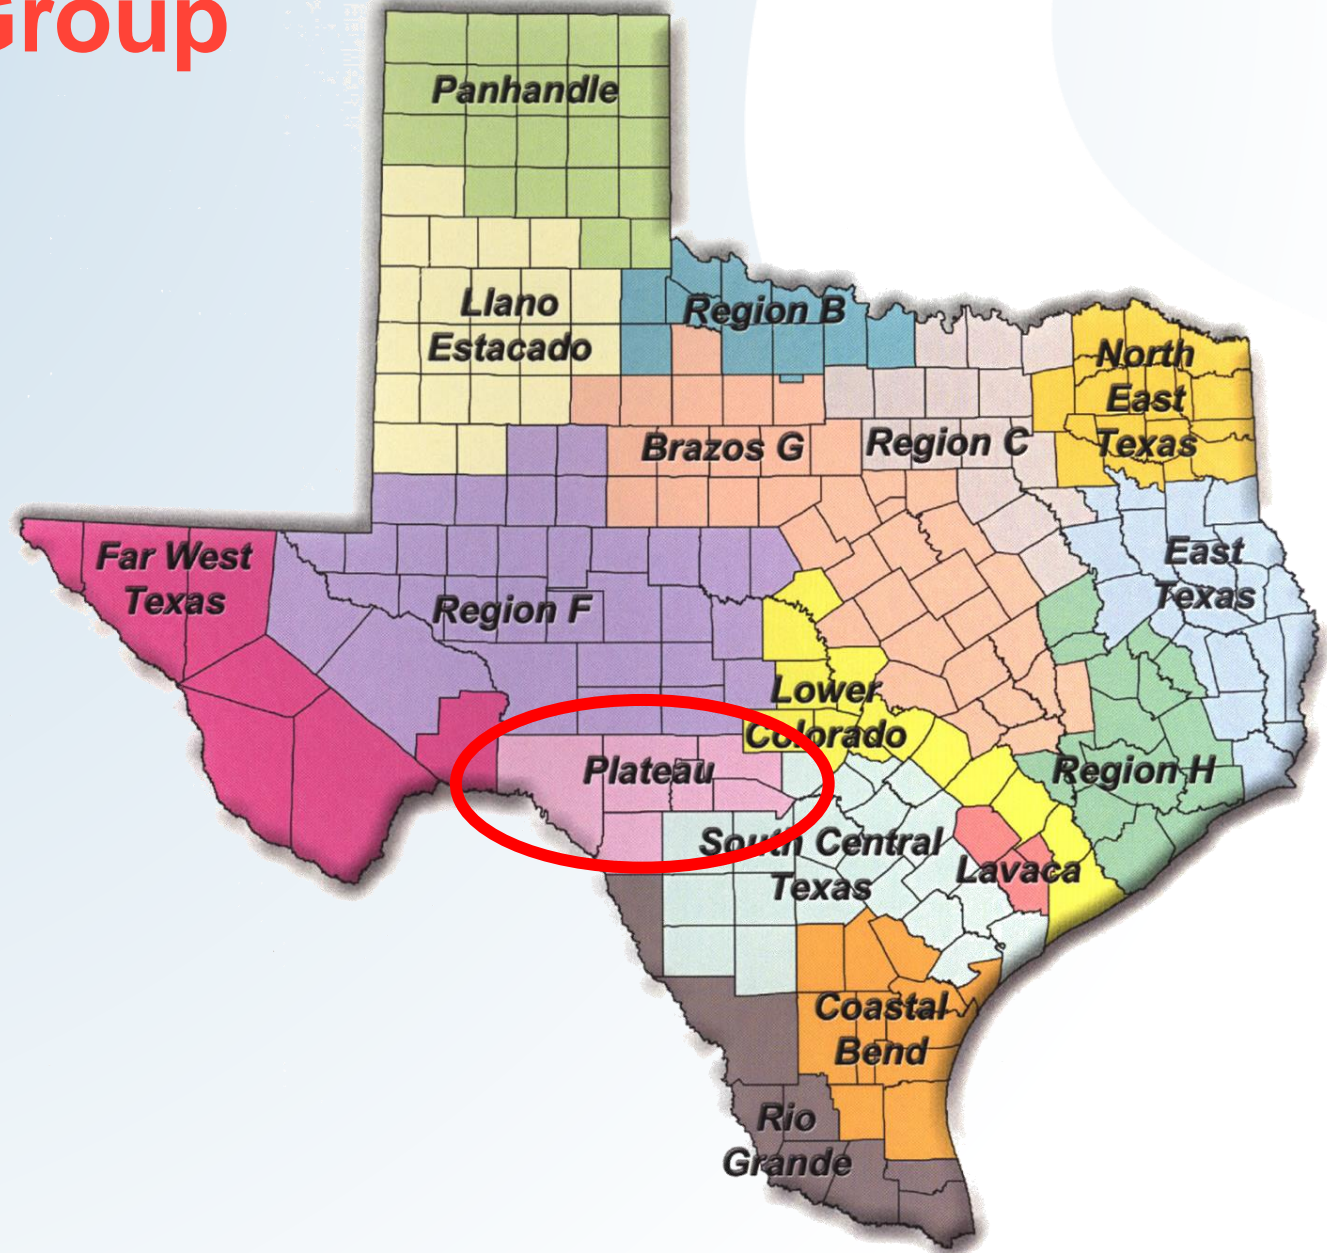 Group
Panhandle
Llano
Estacado
Region B
North
East
Texas
Brazos G
Region C
Far West
Texas
East
Texas
Region F
Lower
Colorado
Plateau
Region H
South Central
Texas
Lavaca
Coastal
Bend
Rio
Grande